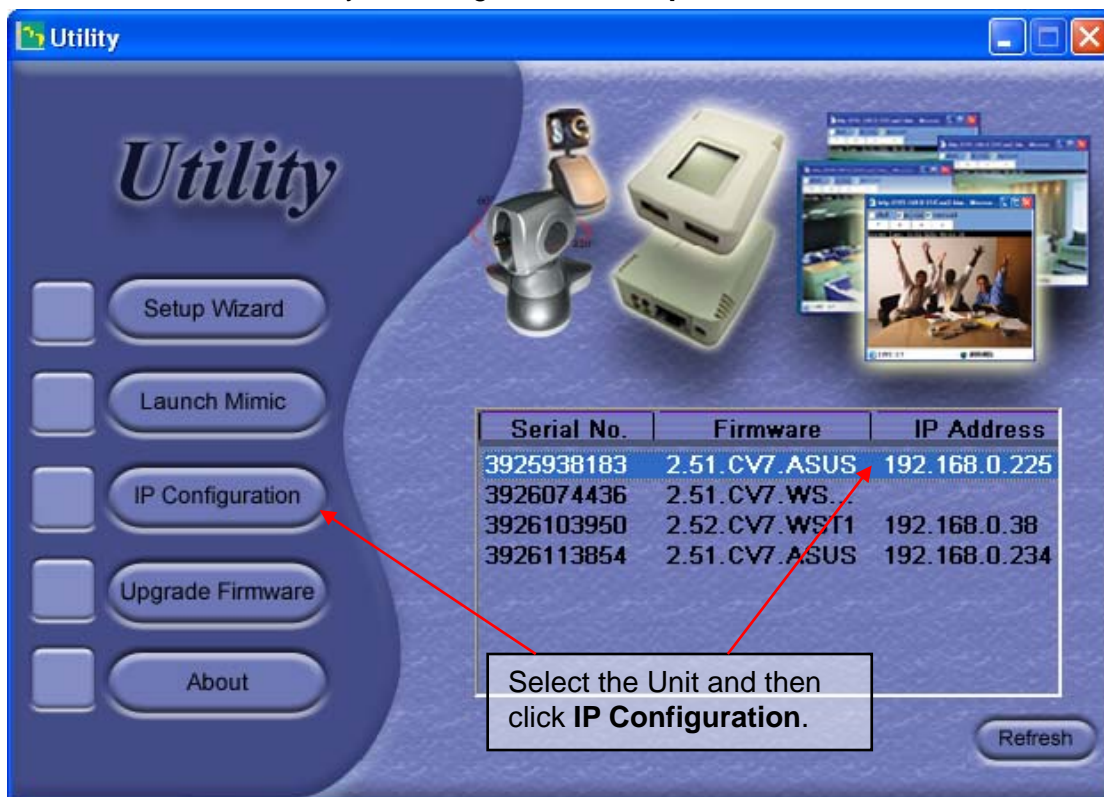 Utility
Utility
Setup Wizard
Launch Mimic
IP Configuration
Upgrade Firmware
About
Serial No. Firmware IP Address
3925938183 2.51.CV7.ASUS 192.168.0.225
3926074436 2.51.CV7.WS...
3926103950 2.52.CV7.WST1 192.168.0.38
3926113854 2.51.CV7.ASUS 192.168.0.234
Select the Unit and then
click IP Configuration.
Refresh